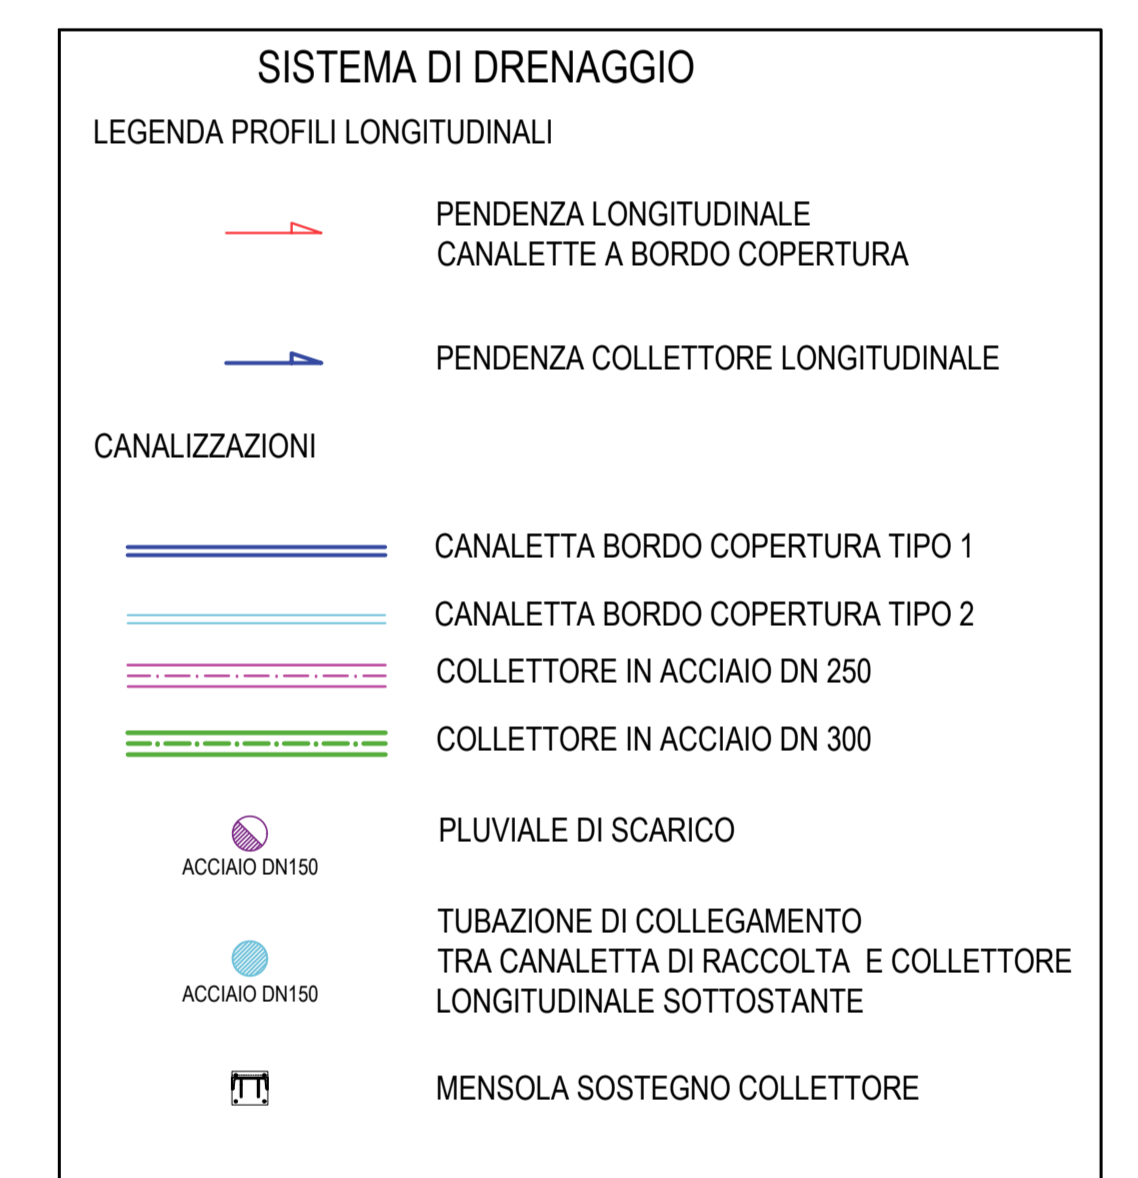 SISTEMA DI DRENAGGIO
LEGENDA PROFILI LONGITUDINALI
PENDENZA LONGITUDINALE
CANALETTE A BORDO COPERTURA
PENDENZA COLLETTORE LONGITUDINALE
CANALIZZAZIONI
CANALETTA BORDO COPERTURA TIPO 1
CANALETTA BORDO COPERTURA TIPO 2
COLLETTORE IN ACCIAIO DN 250
COLLETTORE IN ACCIAIO DN 300
PLUVIALE DI SCARICO
ACCIAIO DN150
TUBAZIONE DI COLLEGAMENTO
TRA CANALETTA DI RACCOLTA E COLLETTORE
LONGITUDINALE SOTTOSTANTE
ACCIAIO DN150
MENSOLA SOSTEGNO COLLETTORE